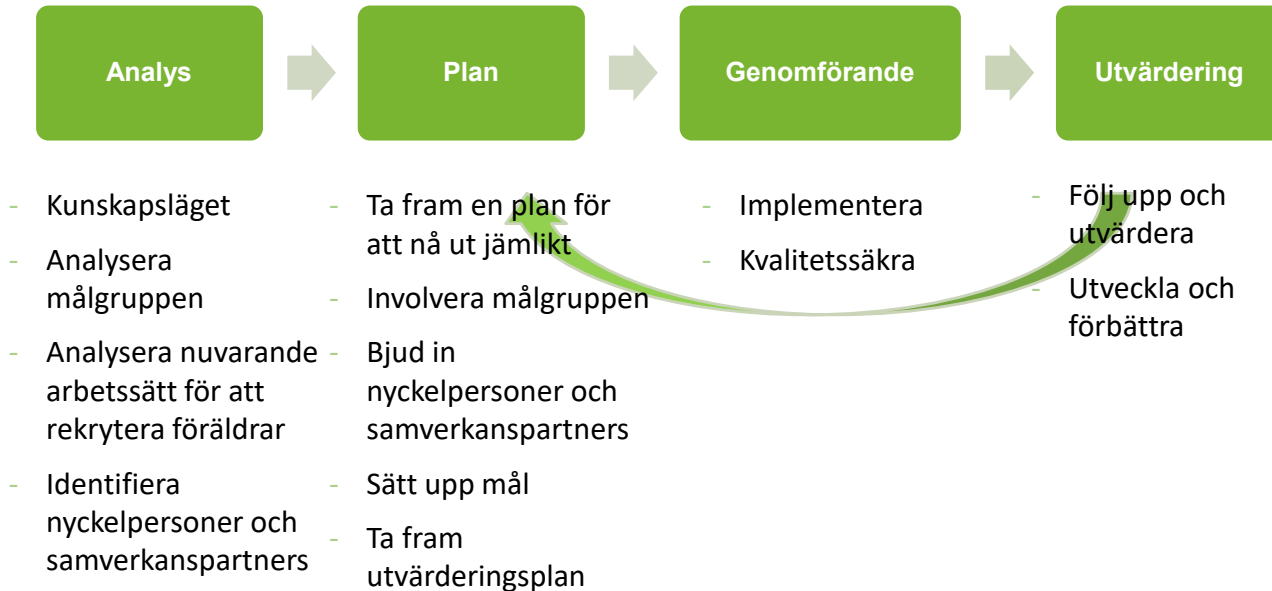 Analys
Plan
Genomförande
Utvärdering
- Kunskapsläget
- Analysera
målgruppen
- Analysera nuvarande
arbetssätt för att
rekrytera föräldrar
- Identifiera
nyckelpersoner och
samverkanspartners
- Ta fram en plan för
att nå ut jämlikt
- Involvera målgruppen
- Bjud in
nyckelpersoner och
samverkanspartners
- Sätt upp mål
- Ta fram
utvärderingsplan
- Implementera
- Kvalitetssäkra
- Följ upp och
utvärdera
- Utveckla och
förbättra